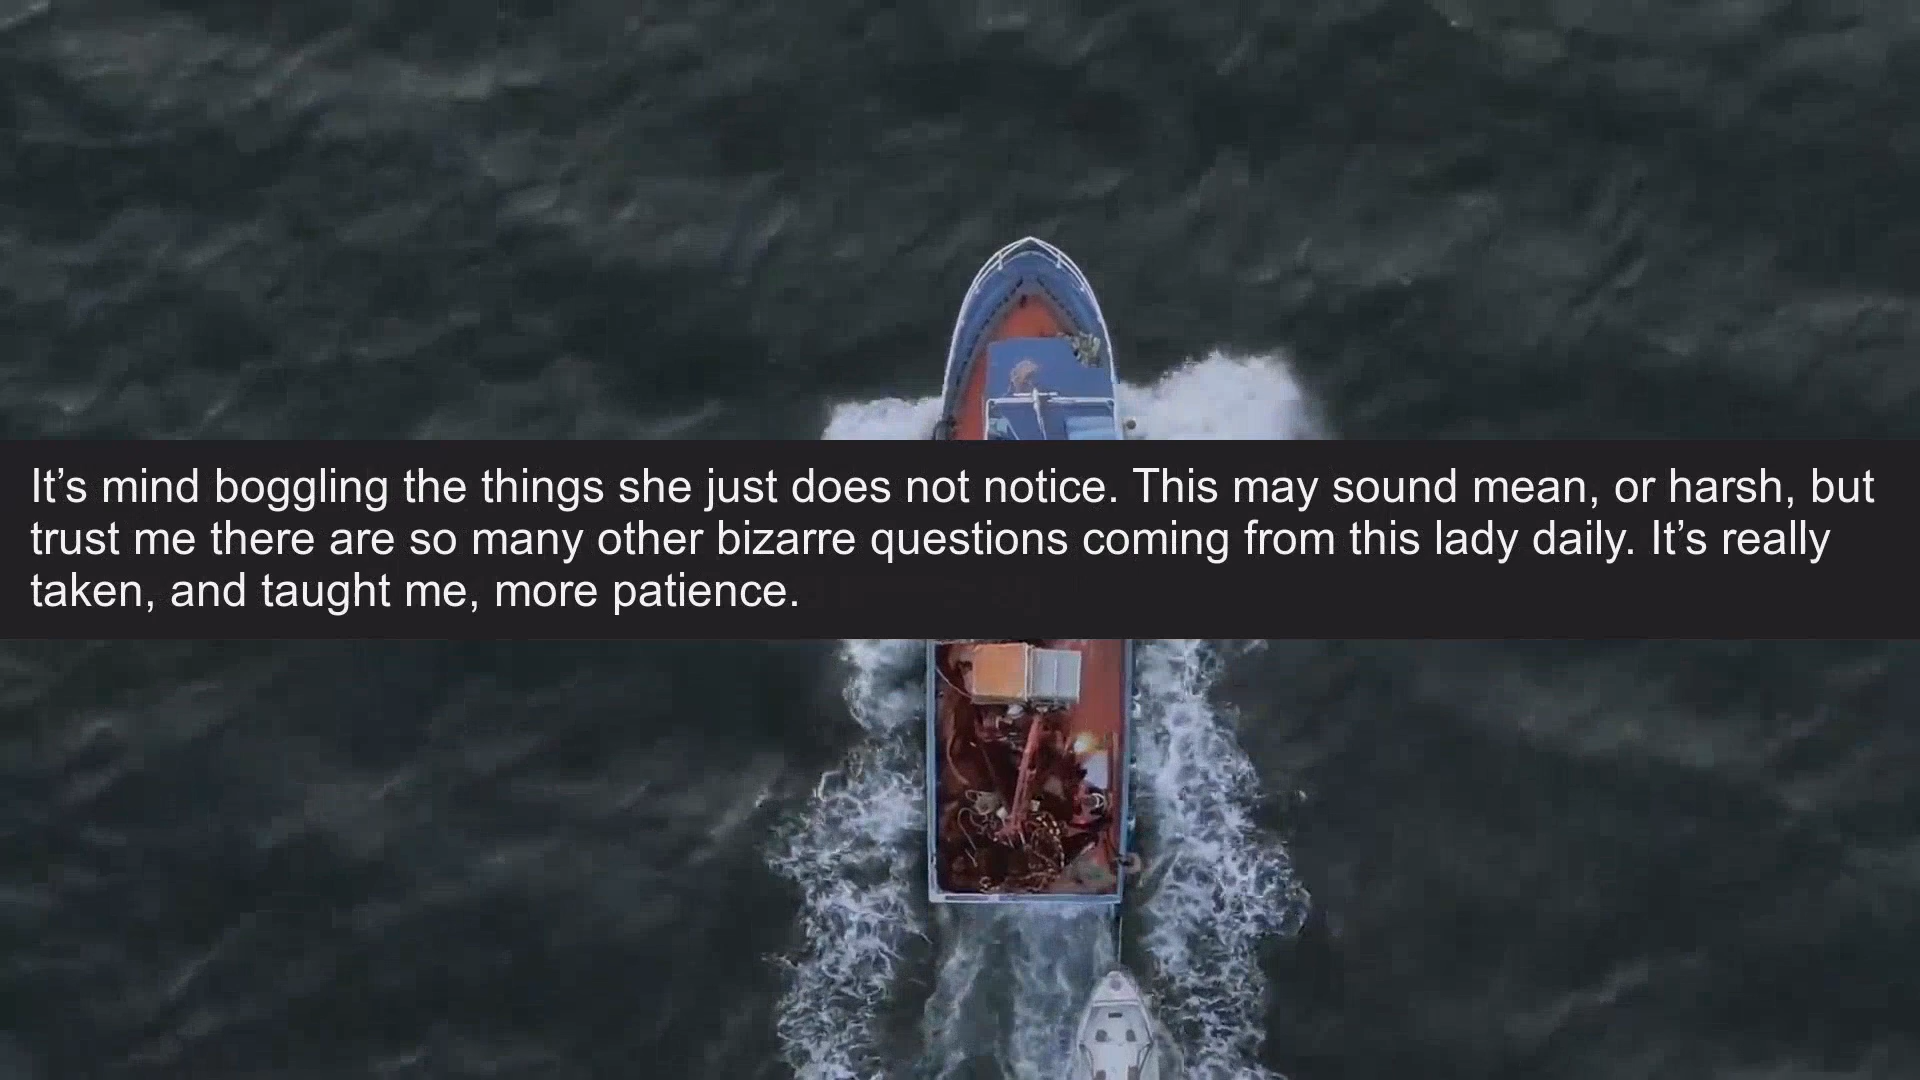 It’s mind boggling the things she just does not notice. This may sound mean, or harsh, but
trust me there are so many other bizarre questions coming from this lady daily. It’s really
taken, and taught me, more patience.